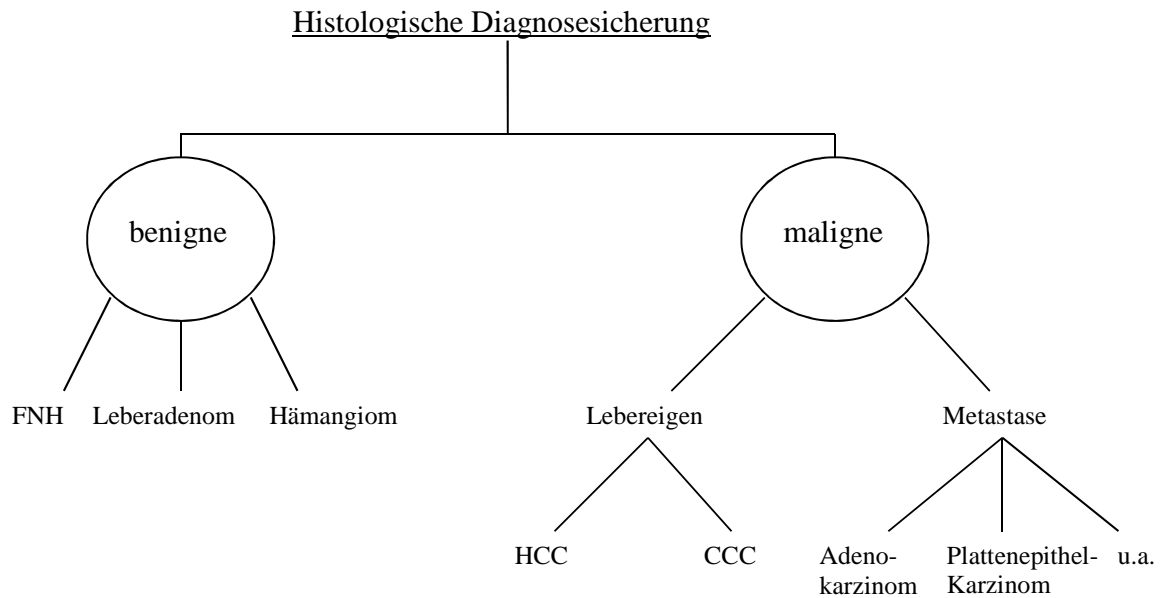 Histologische Diagnosesicherung
benigne
maligne
FNH
Leberadenom
Hämangiom
Lebereigen
Metastase
HCC
CCC
Adeno-
karzinom
Plattenepithel-
Karzinom
u.a.